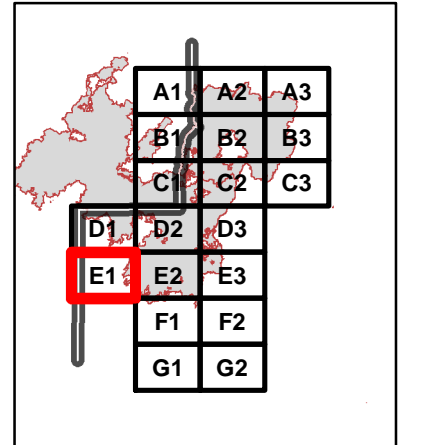 A1 A2 A3
B1 B2 B3
C1 C2 C3
D1 D2 D3
E1 E2 E3
F1 F2
G1 G2